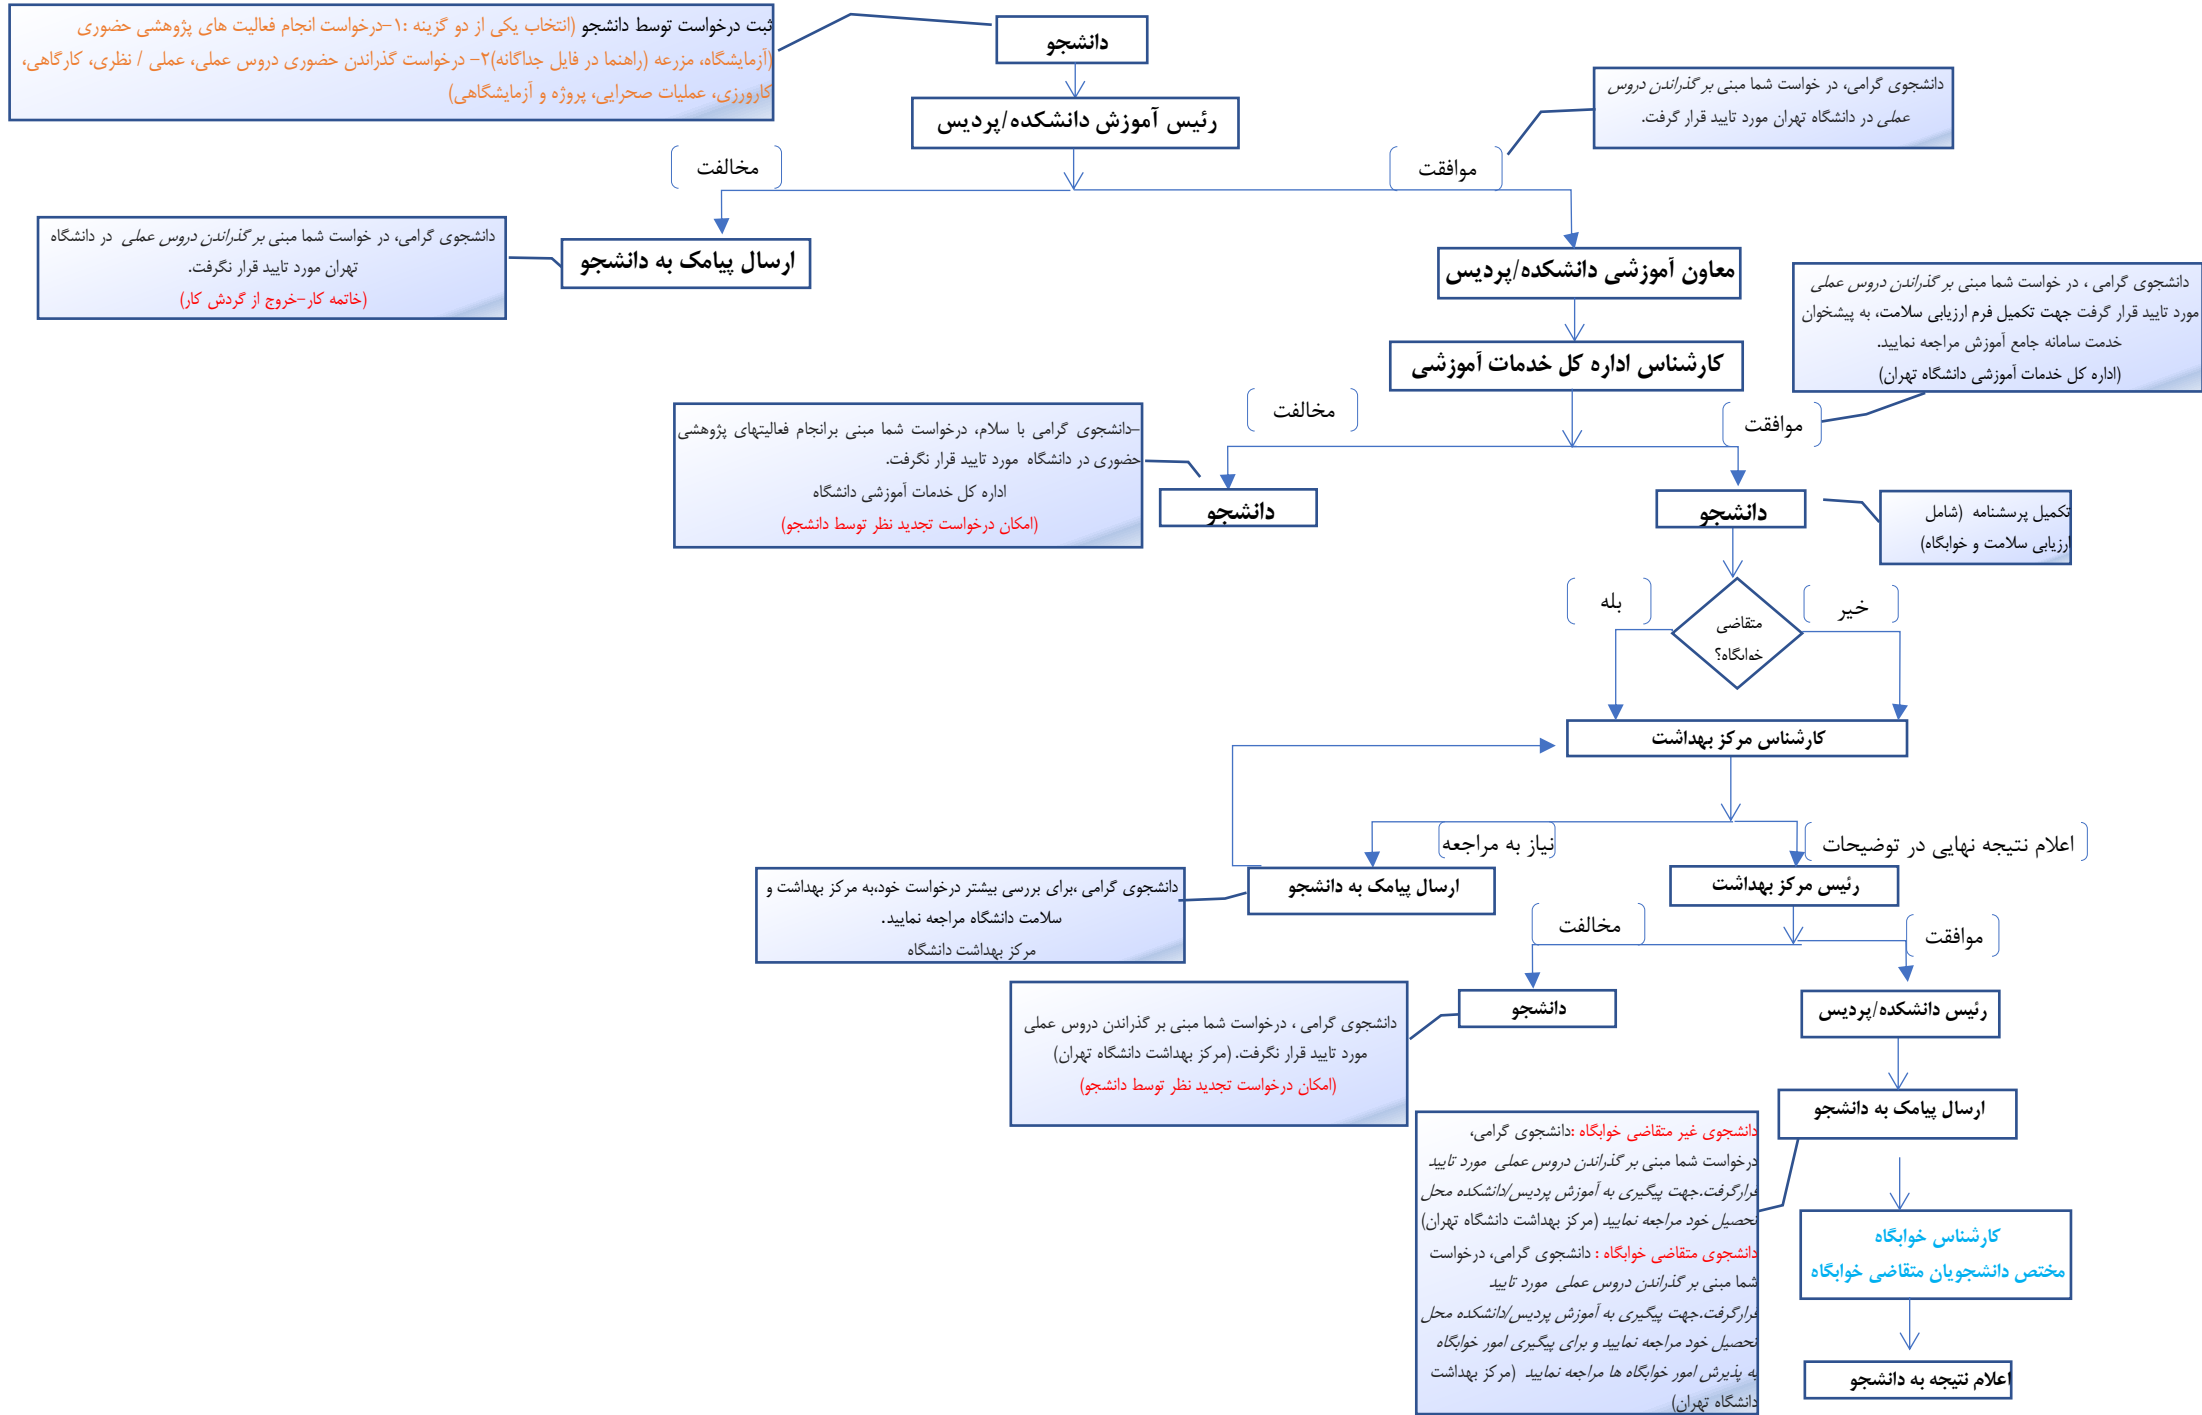 دانشجو
ثبت درخواست توسط دانشجو (انتخاب یکی از دو گزینه :۱-درخواست انجام فعالیت های پژوهشی حضوری
(آزمایشگاه، مزرعه (راهنما در فایل جداگانه)۲- درخواست گذراندن حضوری دروس عملی، عملی / نظری، کارگاهی،
کارورزی، عملیات صحرایی، پروژه و آزمایشگاهی)
رئیس آموزش دانشکده/پردیس
دانشجوی گرامی، در خواست شما مبنی بر گذراندن دروس
عملی در دانشگاه تهران مورد تایید قرار گرفت.
موافقت
مخالفت
ارسال پیامک به دانشجو
دانشجوی گرامی، در خواست شما مبنی بر گذراندن دروس عملی در دانشگاه
تهران مورد تایید قرار نگرفت.
(خاتمه کار-خروج از گردش کار)
معاون آموزشی دانشکده/پردیس
کارشناس اداره کل خدمات آموزشی
دانشجوی گرامی ، در خواست شما مبنی بر گذراندن دروس عملی
مورد تایید قرار گرفت جهت تکمیل فرم ارزیابی سلامت، به پیشخوان
خدمت سامانه جامع آموزش مراجعه نمایید.
(اداره کل خدمات آموزشی دانشگاه تهران)
موافقت
مخالفت
-دانشجوی گرامی با سلام، درخواست شما مبنی برانجام فعالیتهای پژوهشی
حضوری در دانشگاه مورد تایید قرار نگرفت.
اداره کل خدمات آموزشی دانشگاه
(امکان درخواست تجدید نظر توسط دانشجو)
دانشجو
دانشجو
تکمیل پرسشنامه (شامل
ارزیابی سلامت و خوابگاه)
متقاضی
خوابگاه؟
خیر
بله
کارشناس مرکز بهداشت
اعلام نتیجه نهایی در توضیحات
نیاز به مراجعه
رئیس مرکز بهداشت
ارسال پیامک به دانشجو
دانشجوی گرامی ،برای بررسی بیشتر درخواست خود،به مرکز بهداشت و
سلامت دانشگاه مراجعه نمایید.
مرکز بهداشت دانشگاه
موافقت
مخالفت
رئیس دانشکده/پردیس
دانشجو
دانشجوی گرامی ، درخواست شما مبنی بر گذراندن دروس عملی
مورد تایید قرار نگرفت. (مرکز بهداشت دانشگاه تهران)
(امکان درخواست تجدید نظر توسط دانشجو)
ارسال پیامک به دانشجو
دانشجوی غیر متقاضی خوابگاه :دانشجوی گرامی،
درخواست شما مبنی بر گذراندن دروس عملی مورد تایید
قرارگرفت.جهت پیگیری به آموزش پردیس/دانشکده محل
تحصیل خود مراجعه نمایید (مرکز بهداشت دانشگاه تهران)
دانشجوی متقاضی خوابگاه : دانشجوی گرامی، درخواست
شما مبنی بر گذراندن دروس عملی مورد تایید
قرارگرفت.جهت پیگیری به آموزش پردیس/دانشکده محل
تحصیل خود مراجعه نمایید و برای پیگیری امور خوابگاه
به پذیرش امور خوابگاه ها مراجعه نمایید (مرکز بهداشت
دانشگاه تهران)
کارشناس خوابگاه
مختص دانشجویان متقاضی خوابگاه
اعلام نتیجه به دانشجو